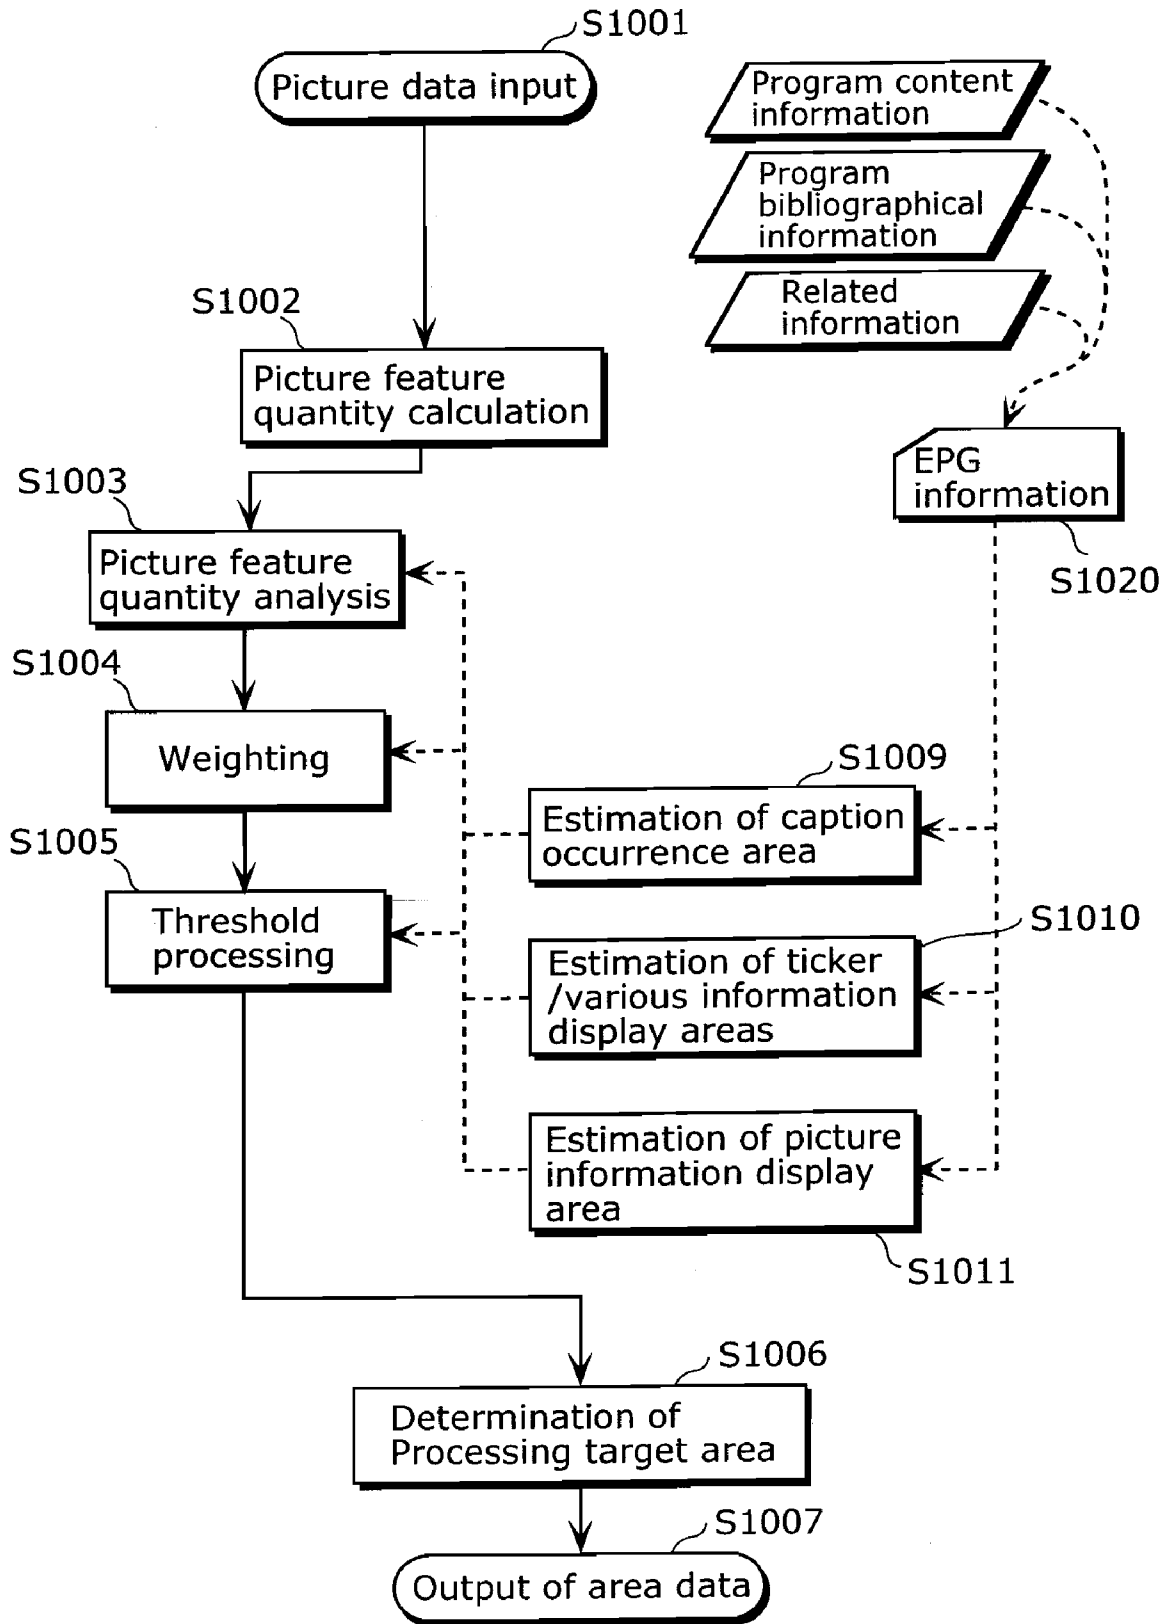 S1001
Picture data input
Program content
information
Program
bibliographical
information
Related
information
S1002
Picture feature
quantity calculation
EPG
information
S1020
S1003
Picture feature
quantity analysis
S1004
Weighting
S1009
Estimation of caption
occurrence area
S1005
Threshold
processing
S1010
Estimation of ticker
/various information
display areas
Estimation of picture
information display
area
S1011
S1006
Determination of
Processing target area
S1007
Output of area data